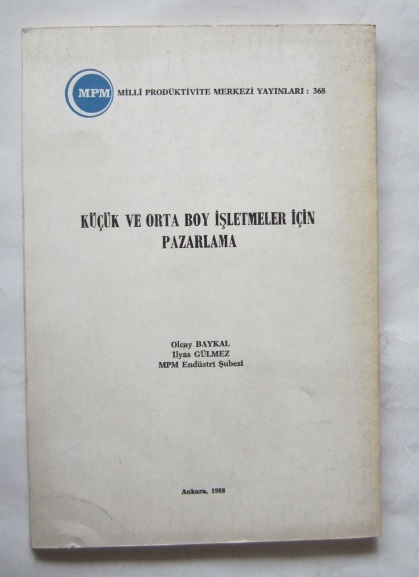 MPM
MİLLÎ PRODÜKTİVİTE MERKEZİ YAYINLARI : 368
KÜÇÜK VE ORTA BOY İŞLETMELER İÇİN
PAZARLAMA
Olcay BAYKAL
İlyas GÜLMEZ
MPM Endüstri Şubesi
Ankara, 1988